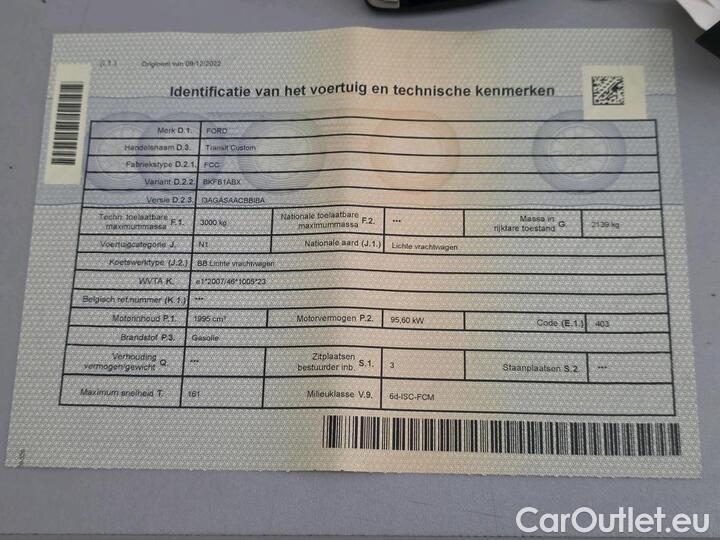 (I.1.) Origineel van 09/12/2022
Identificatie van het voertuig en technische kenmerken
Merk D.1. FORD
Handelsnaam D.3. Transit Custom
Fabriekstype D.2.1. FCC
Variant D.2.2. BKFB1ABX
Versie D.2.3. I3AGASAACBBIBA
Techn. toelaatbare maximummassa F.1. 3000 kg Nationale toelaatbare maximummassa F.2. *** Massa in rijklare toestand G. 2139 kg
Voertuigcategorie J. N1 Nationale aard (J.1.) Lichte vrachtwagen
Koetswerktype (J.2.) BB Lichte vrachtwagen
WVTA K. e1*2007/46*1005*23
Belgisch ref.nummer (K.1.) ***
Motorinhoud P.1. 1995 cm³ Motorvermogen P.2. 95,60 kW Code (E.1.) 403
Brandstof P.3. Gasolie
Verhouding vermogen/gewicht Q. *** Zitplaatsen bestuurder inb. S.1. 3 Staanplaatsen S.2. ***
Maximum snelheid T. 161 Milieuklasse V.9. 6d-ISC-FCM
CarOutlet.eu